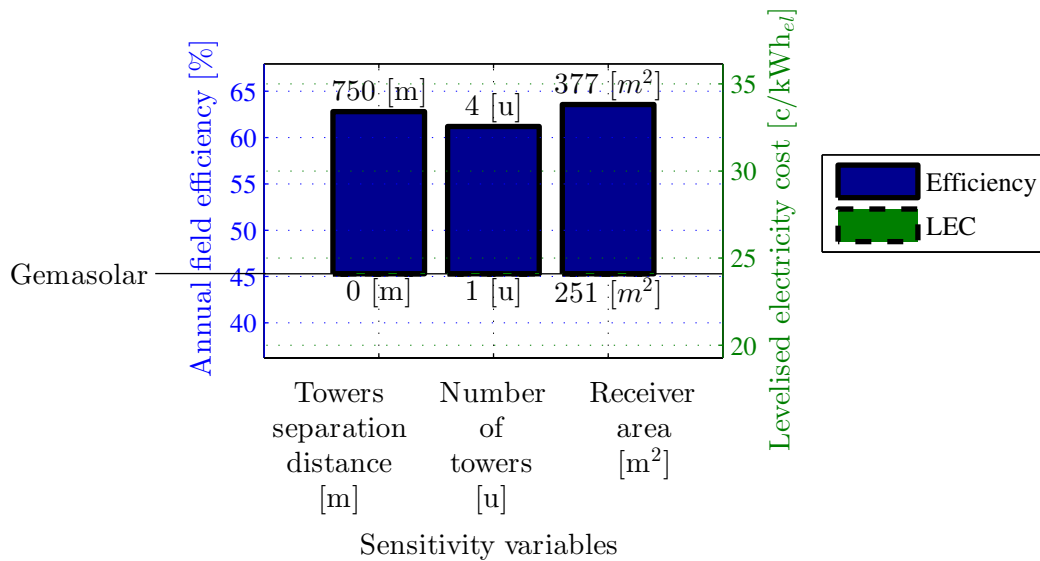 Annual field efficiency [%]
65
60
55
50
45
40
Gemasolar
750 [m]
4 [u]
377 [m²]
0 [m]
1 [u]
251 [m²]
35
30
25
20
Levelised electricity cost [c/kWh_el]
Efficiency
LEC
Towers
separation
distance
[m]
Number
of
towers
[u]
Receiver
area
[m²]
Sensitivity variables